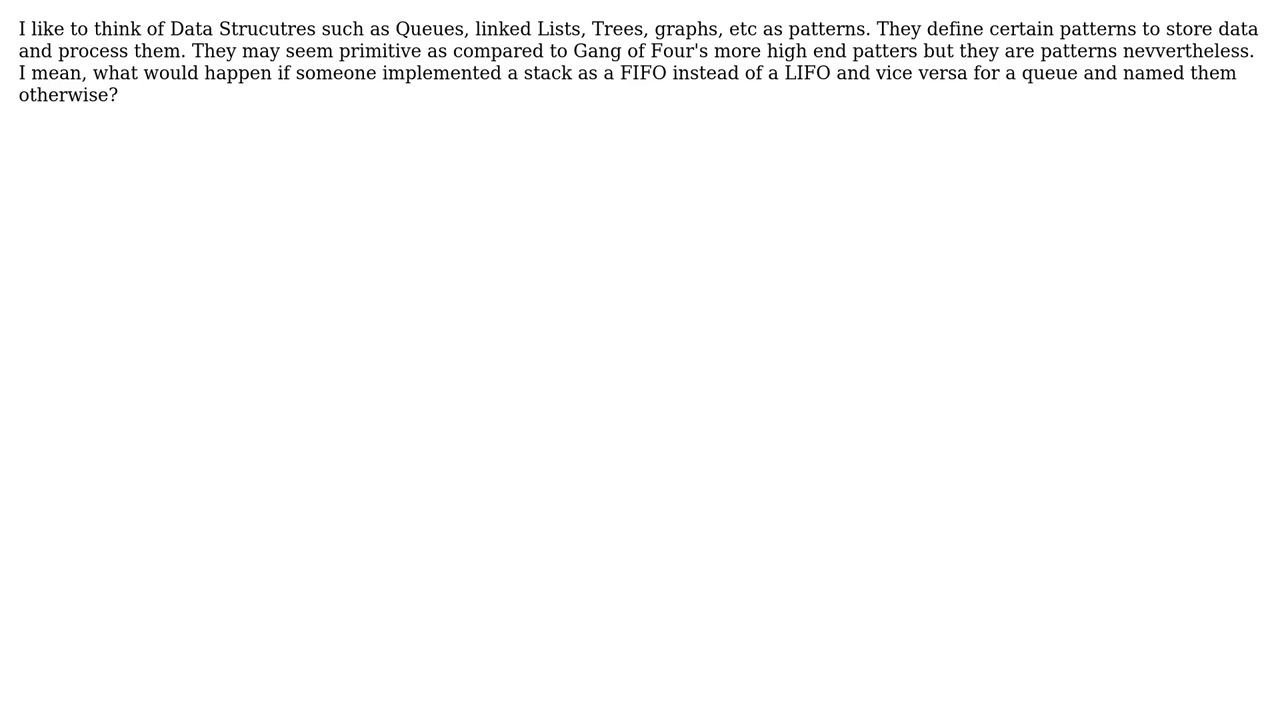 I like to think of Data Strucutres such as Queues, linked Lists, Trees, graphs, etc as patterns. They define certain patterns to store data
and process them. They may seem primitive as compared to Gang of Four's more high end patters but they are patterns nevvertheless.
I mean, what would happen if someone implemented a stack as a FIFO instead of a LIFO and vice versa for a queue and named them
otherwise?